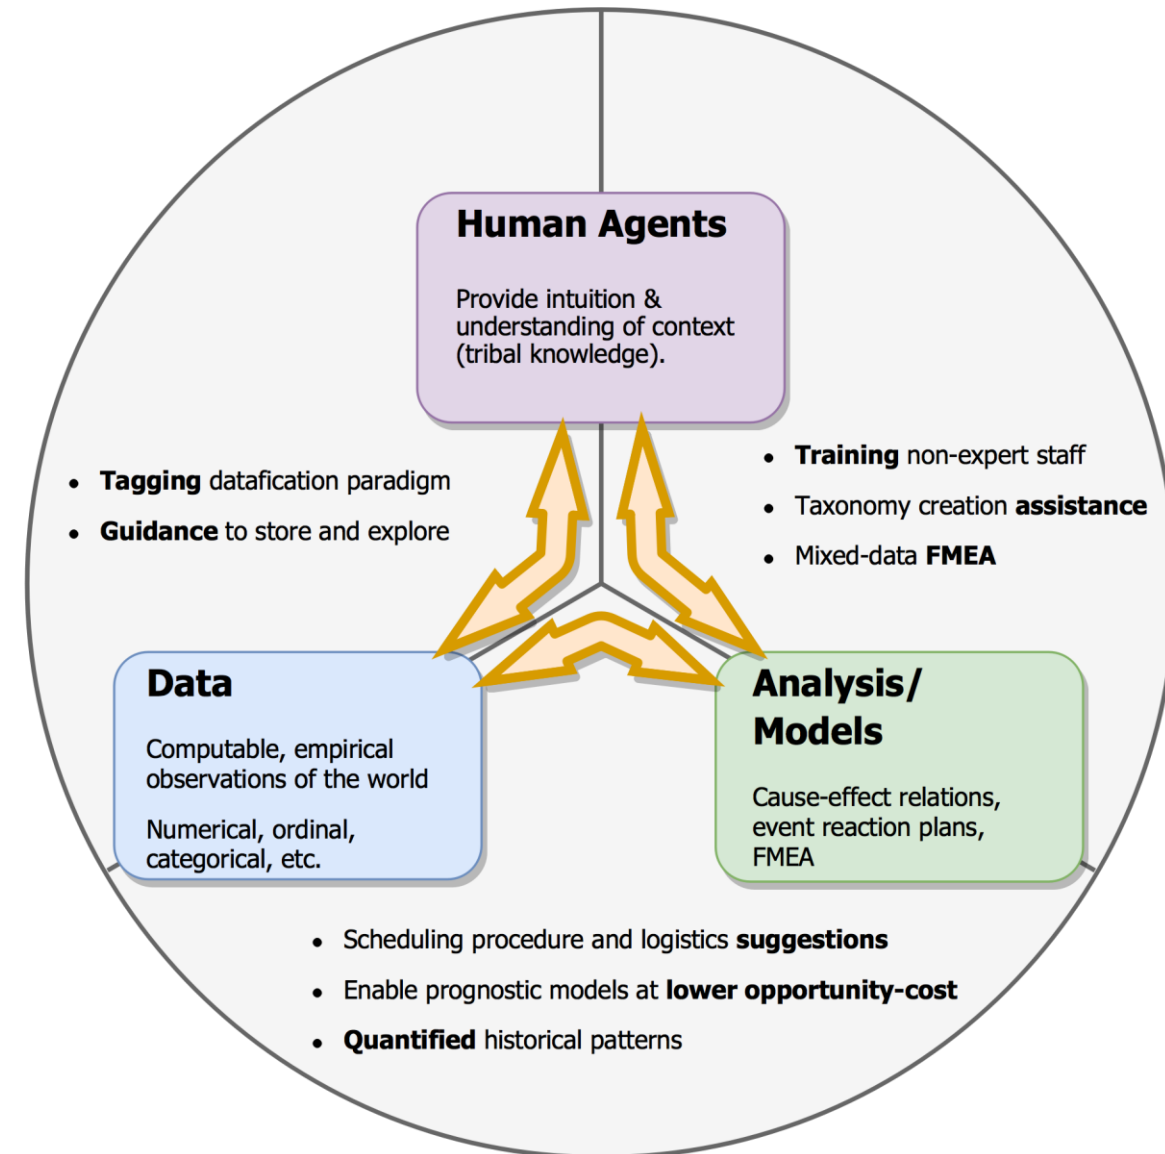 Human Agents
Provide intuition &
understanding of context
(tribal knowledge).
• Tagging datafication paradigm
• Guidance to store and explore
• Training non-expert staff
• Taxonomy creation assistance
• Mixed-data FMEA
Data
Computable, empirical
observations of the world
Numerical, ordinal,
categorical, etc.
Analysis/
Models
Cause-effect relations,
event reaction plans,
FMEA
• Scheduling procedure and logistics suggestions
• Enable prognostic models at lower opportunity-cost
• Quantified historical patterns